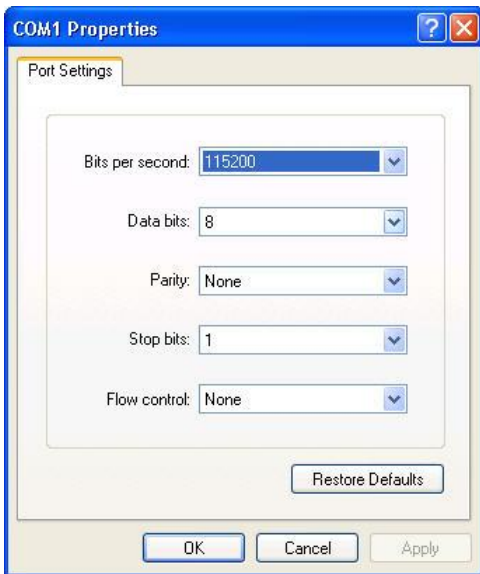 COM1 Properties
Port Settings
Bits per second: 115200
Data bits: 8
Parity: None
Stop bits: 1
Flow control: None
Restore Defaults
OK Cancel Apply